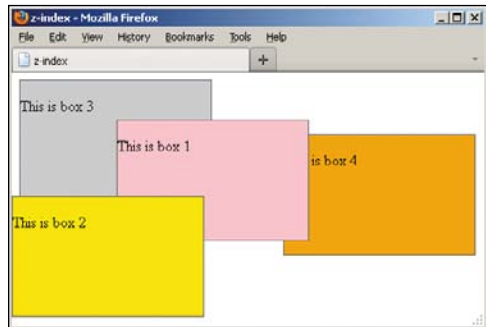 z-index - Mozilla Firefox
File Edit View History Bookmarks Tools Help
z-index
This is box 3
This is box 1
is box 4
This is box 2